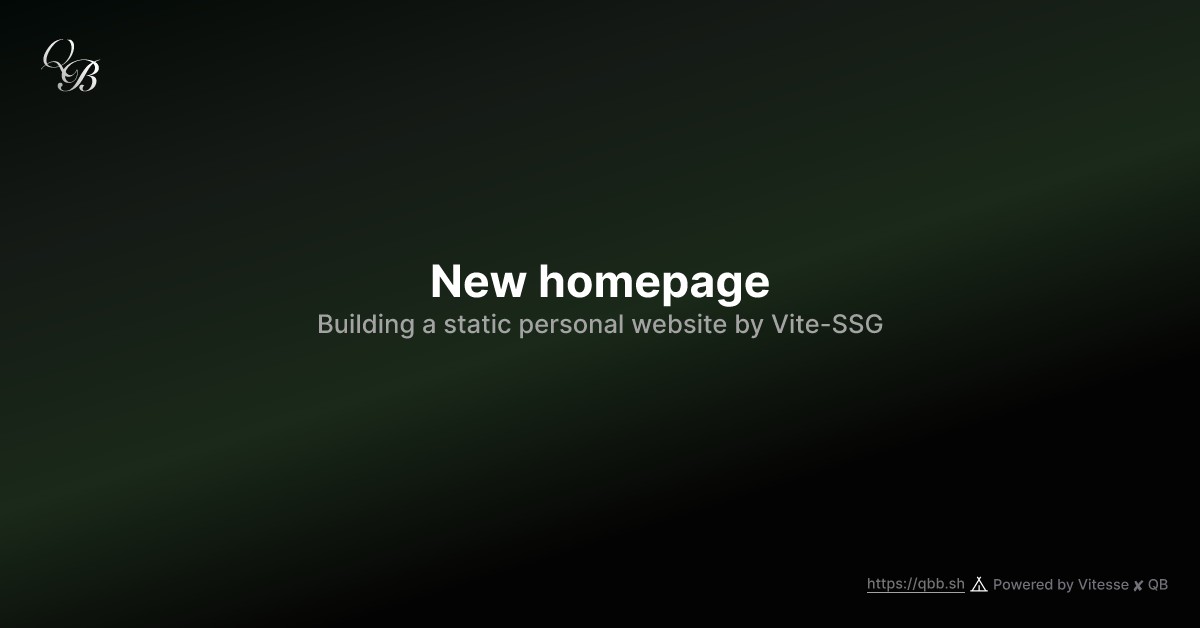 QB
New homepage
Building a static personal website by Vite-SSG
https://qbb.sh Powered by Vitesse ✘ QB